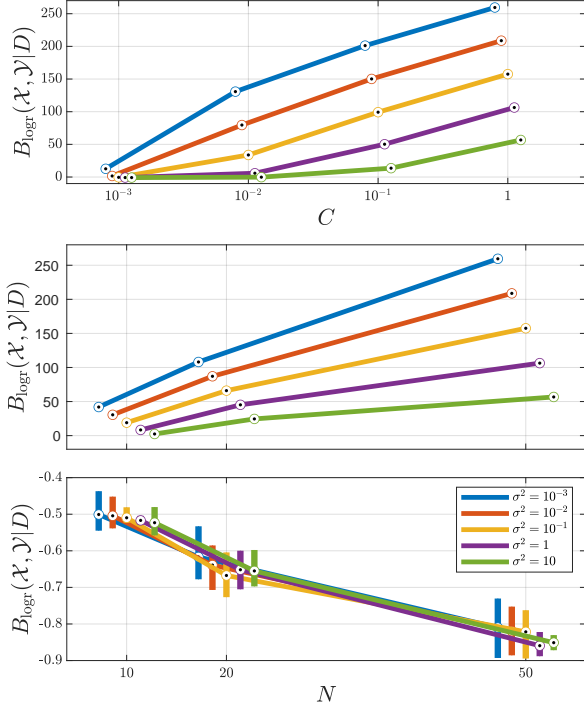 250
200
150
100
50
0
B_logr(𝒳, 𝒴|D)
10⁻³
10⁻²
10⁻¹
1
C
250
200
150
100
50
0
B_logr(𝒳, 𝒴|D)
-0.4
-0.5
-0.6
-0.7
-0.8
-0.9
B_logr(𝒳, 𝒴|D)
σ² = 10⁻³
σ² = 10⁻²
σ² = 10⁻¹
σ² = 1
σ² = 10
10
20
50
N